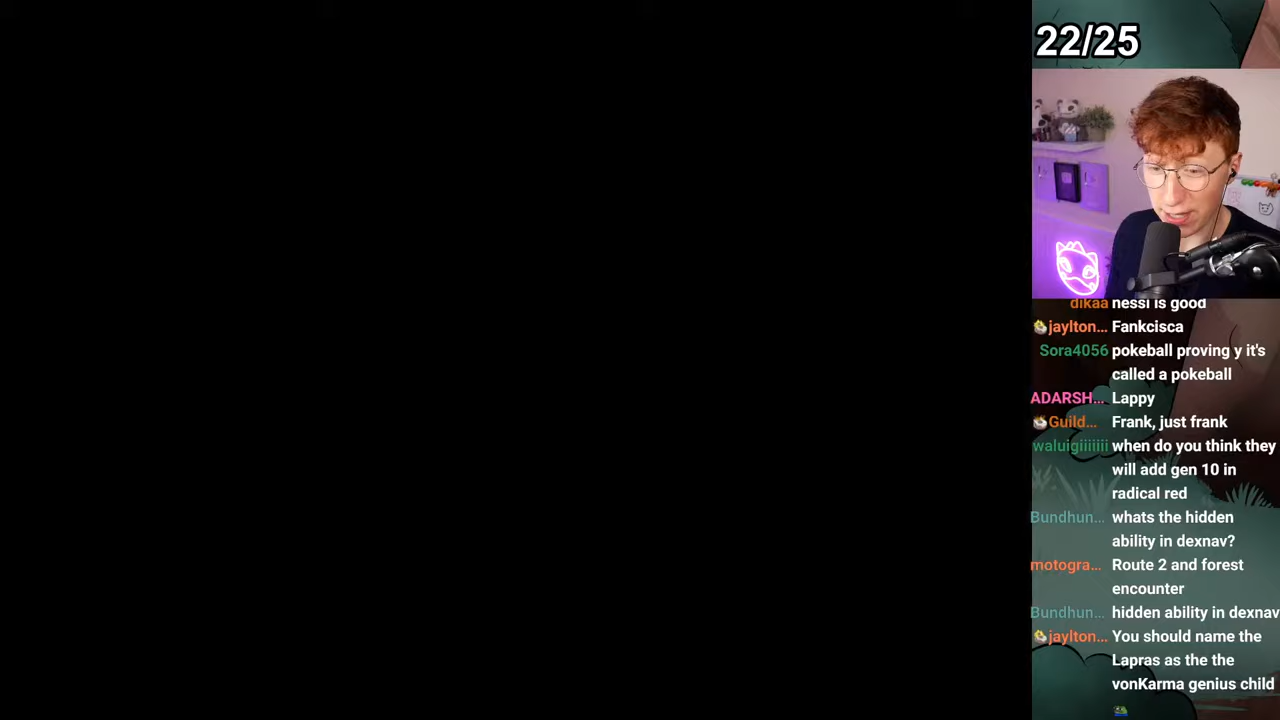 22/25
dikaa nessi is good
jaylton... Fankcisca
Sora4056 pokeball proving y it's
called a pokeball
ADARSH... Lappy
Guild... Frank, just frank
waluigiiiiiii when do you think they
will add gen 10 in
radical red
Bundhun... whats the hidden
ability in dexnav?
motogra... Route 2 and forest
encounter
Bundhun... hidden ability in dexnav
jaylton... You should name the
Lapras as the the
vonKarma genius child